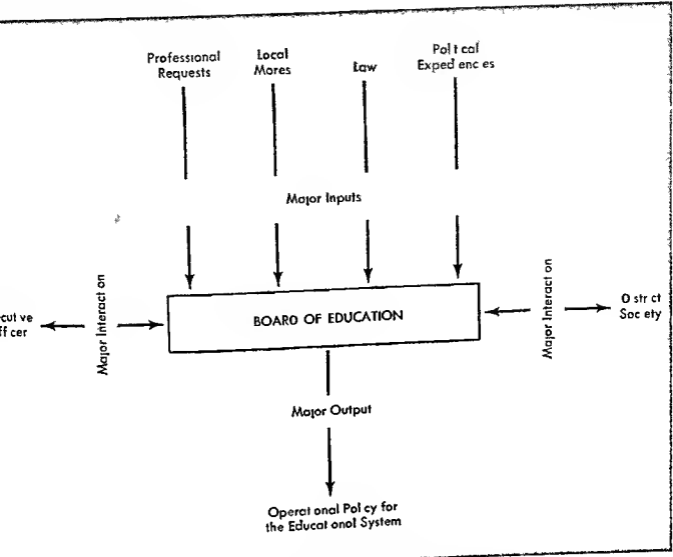 Professional
Requests
Local
Mores
Law
Pol t cal
Exped enc es
Major Inputs
cut ve
ff cer
Major Interact on
BOARD OF EDUCATION
Major Interact on
D str ct
Soc ety
Major Output
Operat onal Pol cy for
the Educat onol System